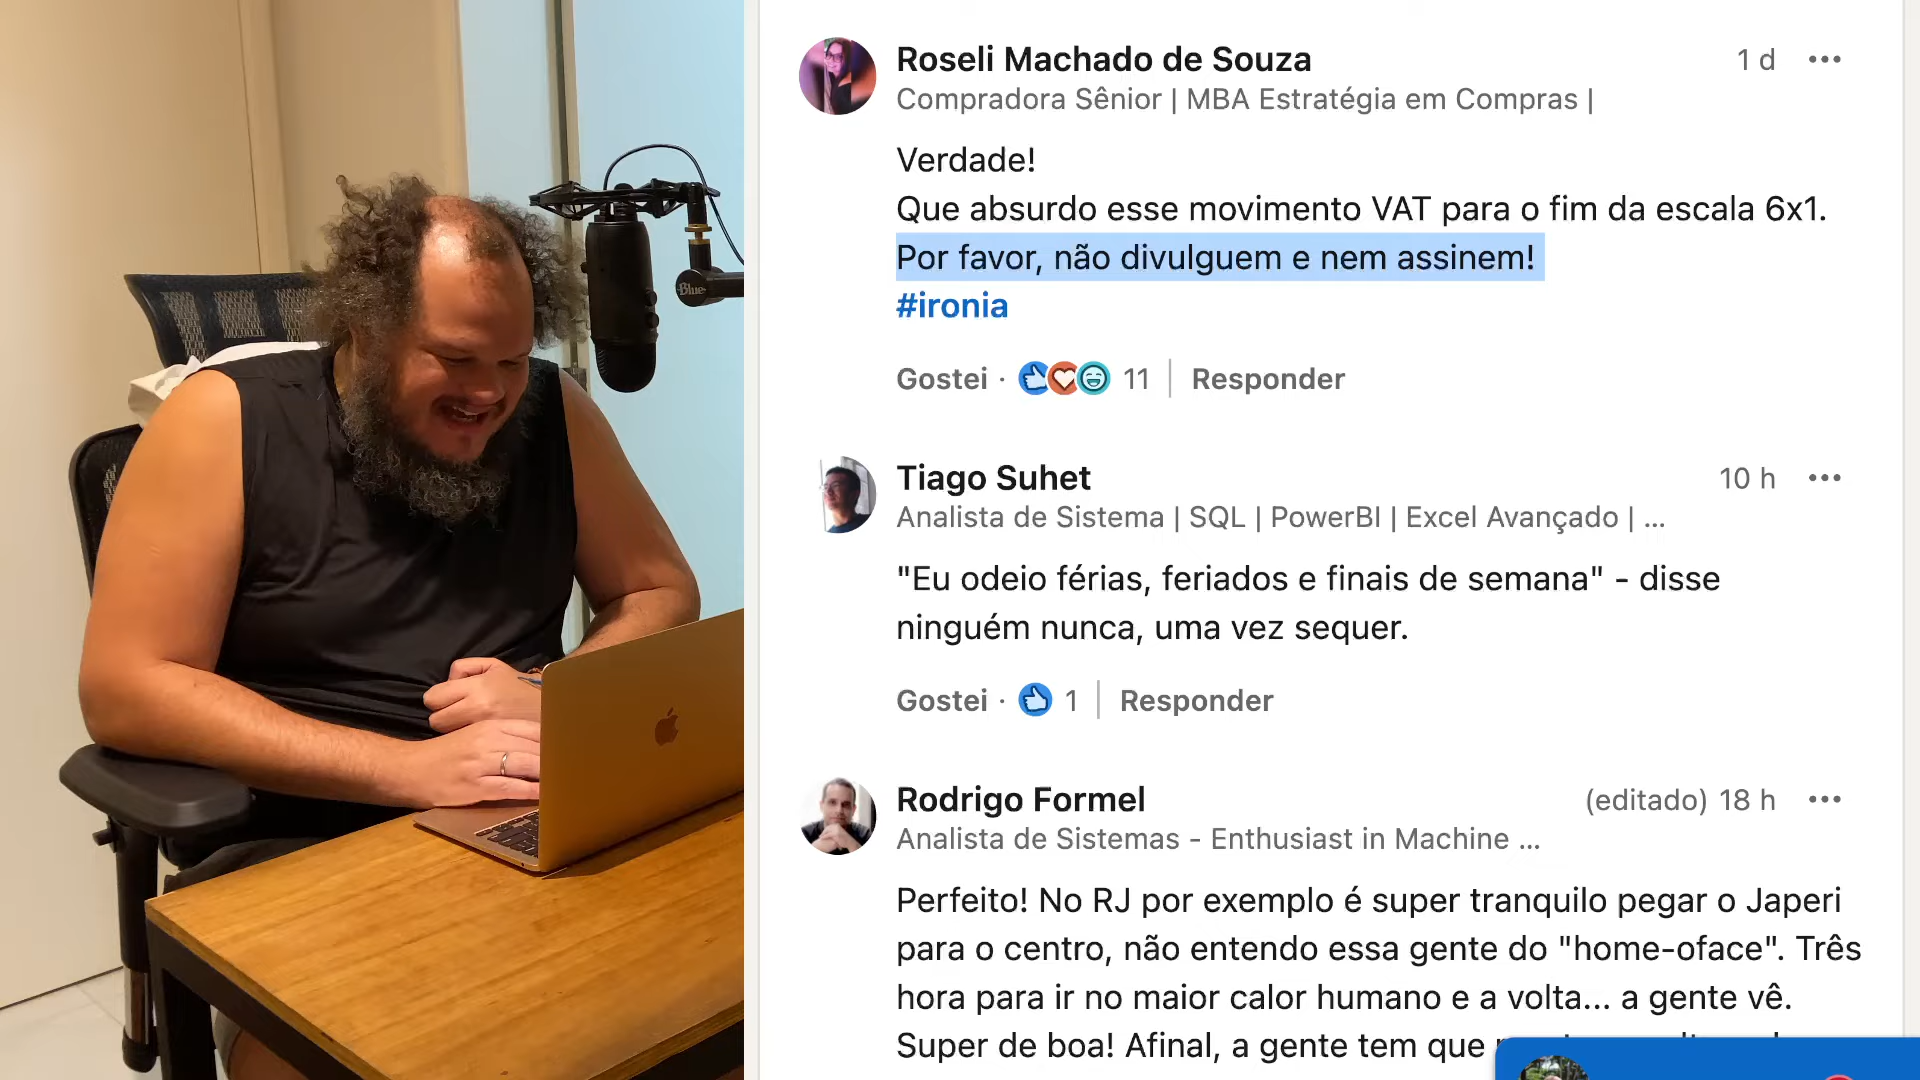 Blue
Roseli Machado de Souza
1 d
Compradora Sênior | MBA Estratégia em Compras |
Verdade!
Que absurdo esse movimento VAT para o fim da escala 6x1.
Por favor, não divulguem e nem assinem!
#ironia
Gostei · 11 | Responder
Tiago Suhet
10 h
Analista de Sistema | SQL | PowerBI | Excel Avançado | ...
"Eu odeio férias, feriados e finais de semana" - disse
ninguém nunca, uma vez sequer.
Gostei · 1 | Responder
Rodrigo Formel
(editado) 18 h
Analista de Sistemas - Enthusiast in Machine ...
Perfeito! No RJ por exemplo é super tranquilo pegar o Japeri
para o centro, não entendo essa gente do "home-oface". Três
hora para ir no maior calor humano e a volta... a gente vê.
Super de boa! Afinal, a gente tem que